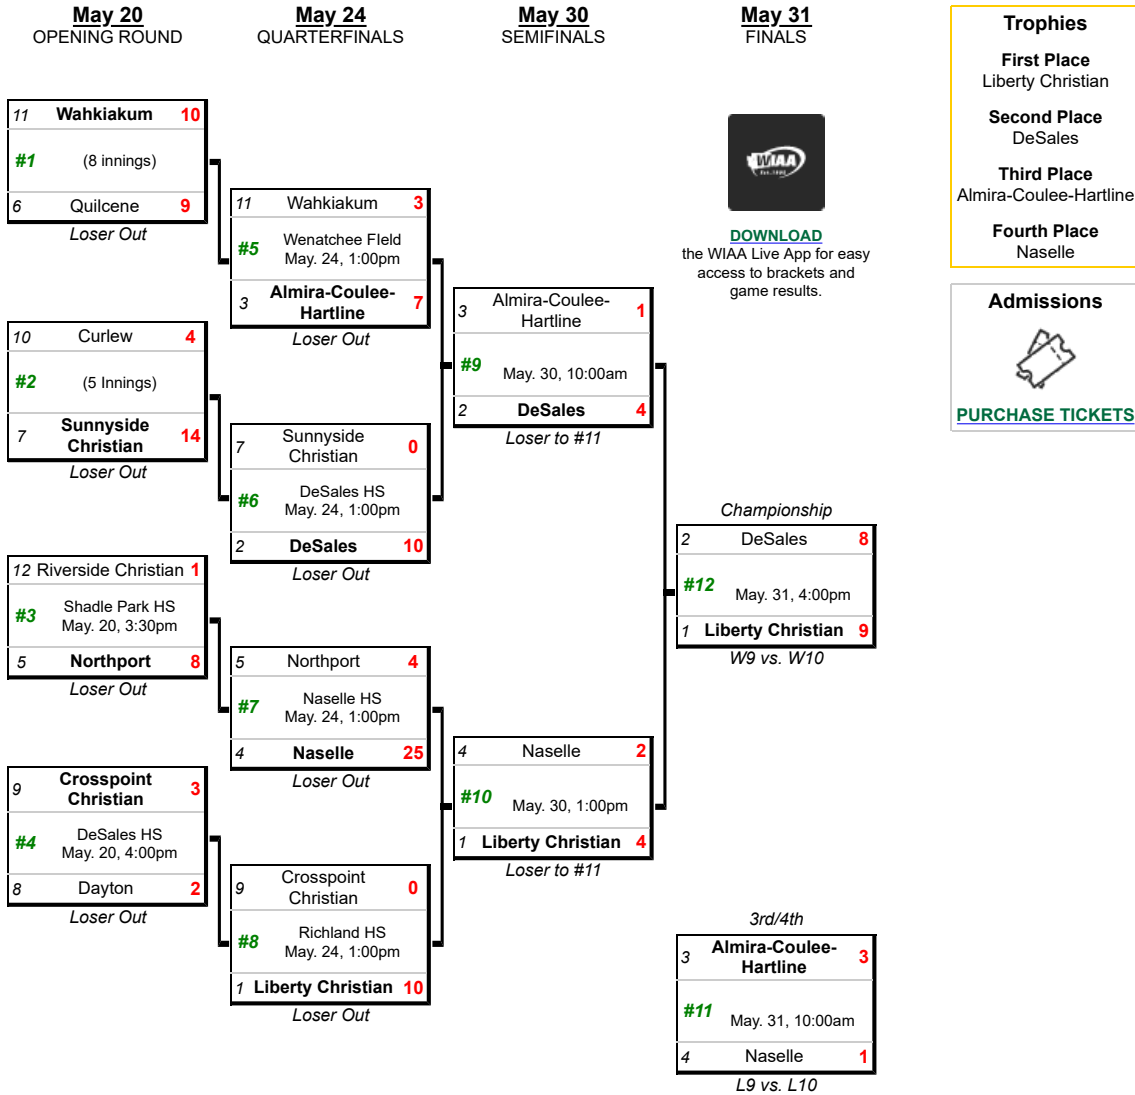 May 20
OPENING ROUND
11 Wahkiakum 10
#1 (8 innings)
6 Quilcene 9
Loser Out
10 Curlew 4
#2 (5 Innings)
7 Sunnyside
Christian 14
Loser Out
12 Riverside Christian 1
#3 Shadle Park HS
May. 20, 3:30pm
5 Northport 8
Loser Out
9 Crosspoint
Christian 3
#4 DeSales HS
May. 20, 4:00pm
8 Dayton 2
Loser Out
May 24
QUARTERFINALS
11 Wahkiakum 3
#5 Wenatchee FIeld
May. 24, 1:00pm
3 Almira-Coulee-
Hartline 7
Loser Out
7 Sunnyside
Christian 0
#6 DeSales HS
May. 24, 1:00pm
2 DeSales 10
Loser Out
5 Northport 4
#7 Naselle HS
May. 24, 1:00pm
4 Naselle 25
Loser Out
9 Crosspoint
Christian 0
#8 Richland HS
May. 24, 1:00pm
1 Liberty Christian 10
Loser Out
May 30
SEMIFINALS
3 Almira-Coulee-
Hartline 1
#9 May. 30, 10:00am
2 DeSales 4
Loser to #11
4 Naselle 2
#10 May. 30, 1:00pm
1 Liberty Christian 4
Loser to #11
May 31
FINALS
WIAA
DOWNLOAD
the WIAA Live App for easy
access to brackets and
game results.
Championship
2 DeSales 8
#12 May. 31, 4:00pm
1 Liberty Christian 9
W9 vs. W10
3rd/4th
3 Almira-Coulee-
Hartline 3
#11 May. 31, 10:00am
4 Naselle 1
L9 vs. L10
Trophies
First Place
Liberty Christian
Second Place
DeSales
Third Place
Almira-Coulee-Hartline
Fourth Place
Naselle
Admissions
PURCHASE TICKETS